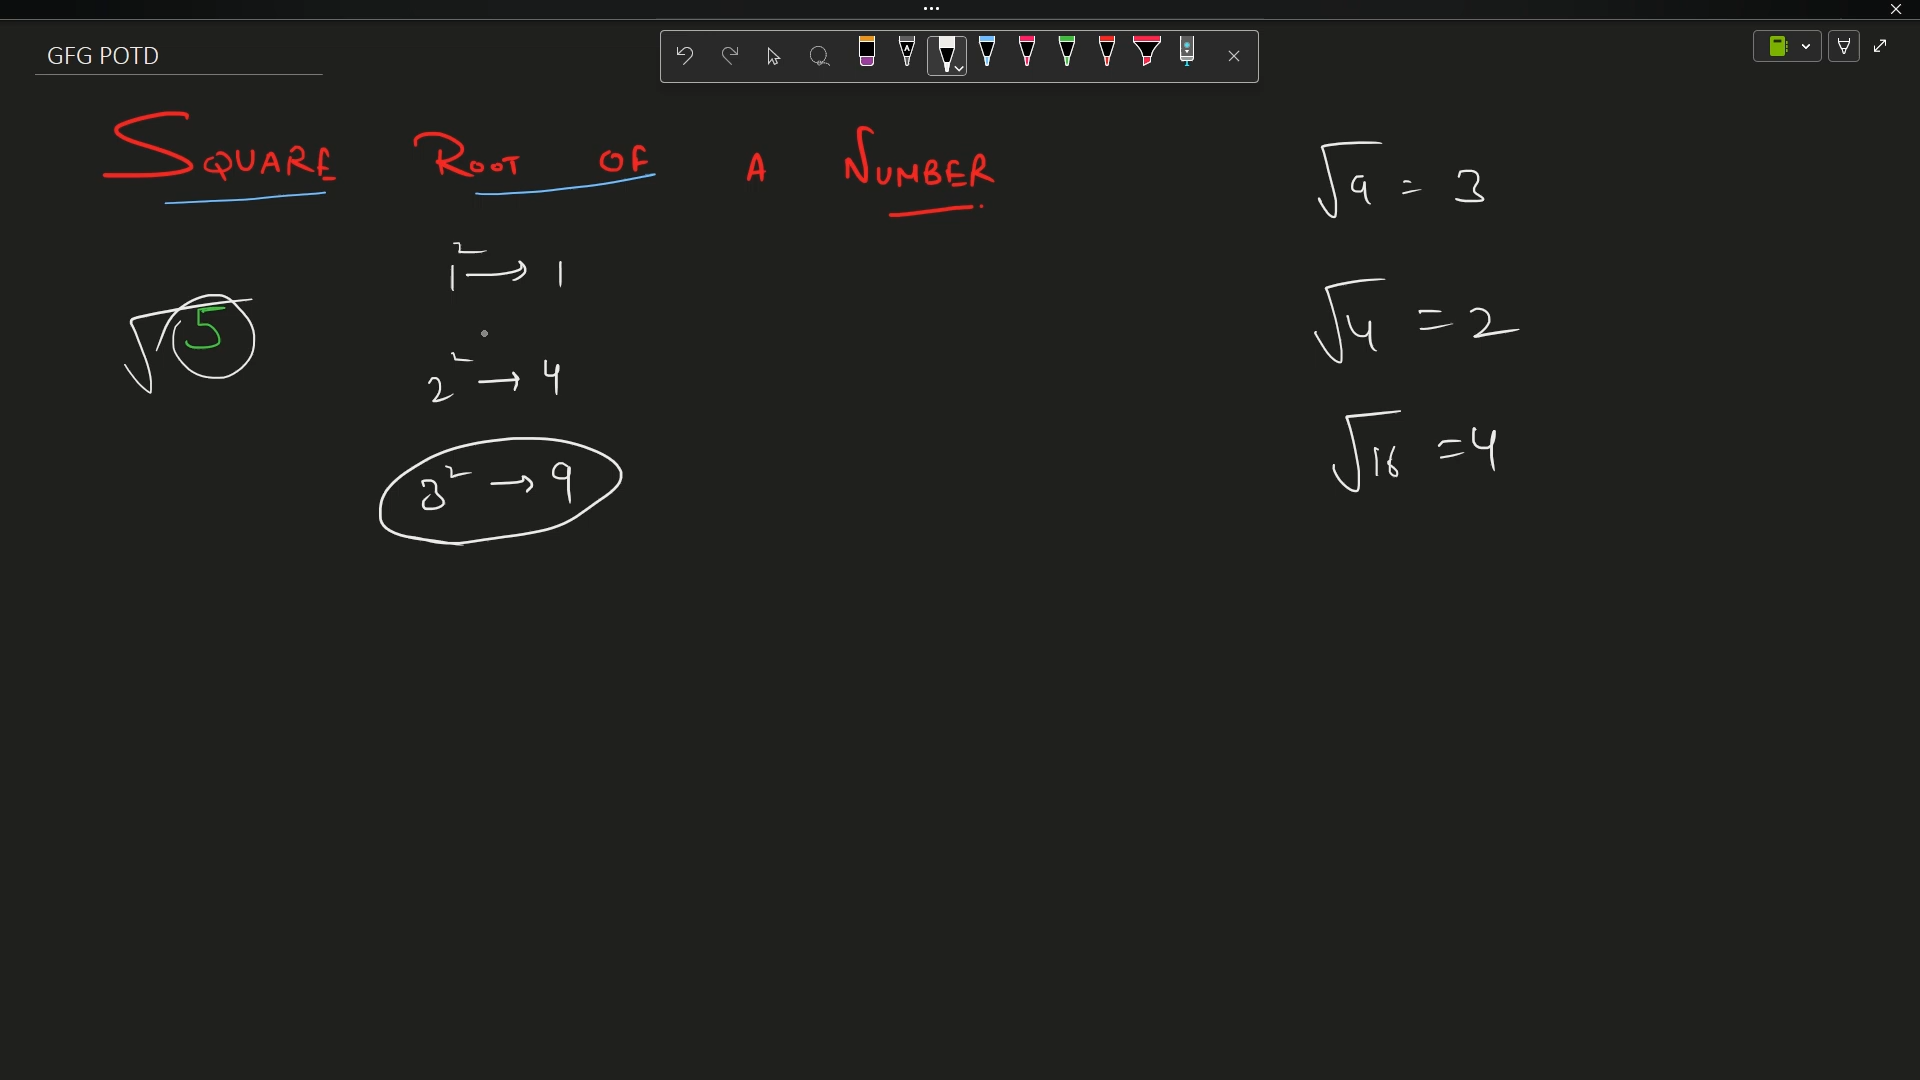 GFG POTD
SQUARE ROOT OF A NUMBER
√9 = 3
1² → 1
√5
√4 = 2
2² → 4
√16 = 4
3² → 9